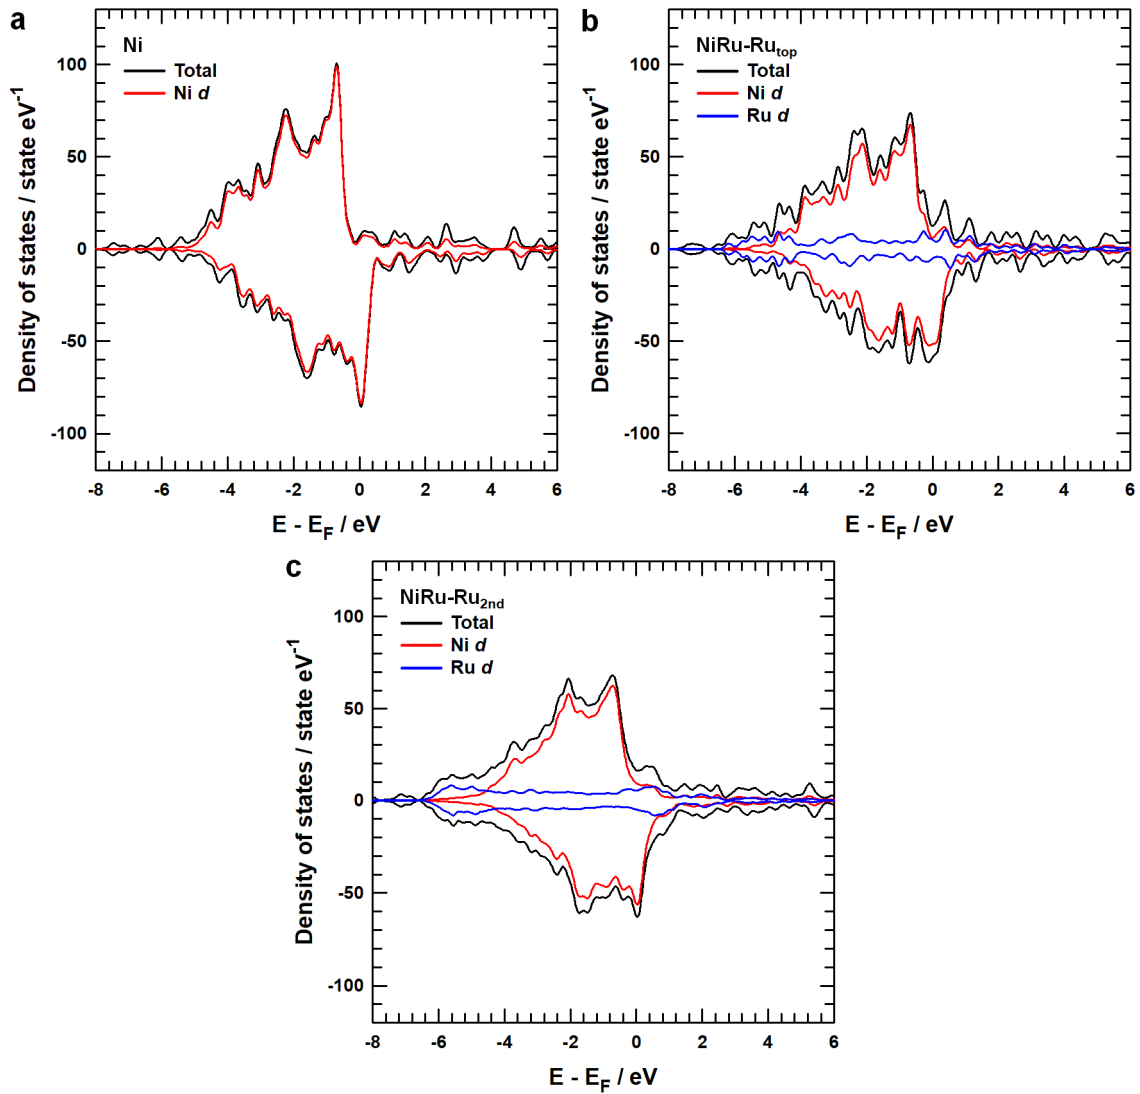 a
Ni
Total
Ni d
100
50
0
-50
-100
-8 -6 -4 -2 0 2 4 6
E - EF / eV
Density of states / state eV-1
b
NiRu-Rutop
Total
Ni d
Ru d
100
50
0
-50
-100
-8 -6 -4 -2 0 2 4 6
E - EF / eV
Density of states / state eV-1
c
NiRu-Ru2nd
Total
Ni d
Ru d
100
50
0
-50
-100
-8 -6 -4 -2 0 2 4 6
E - EF / eV
Density of states / state eV-1